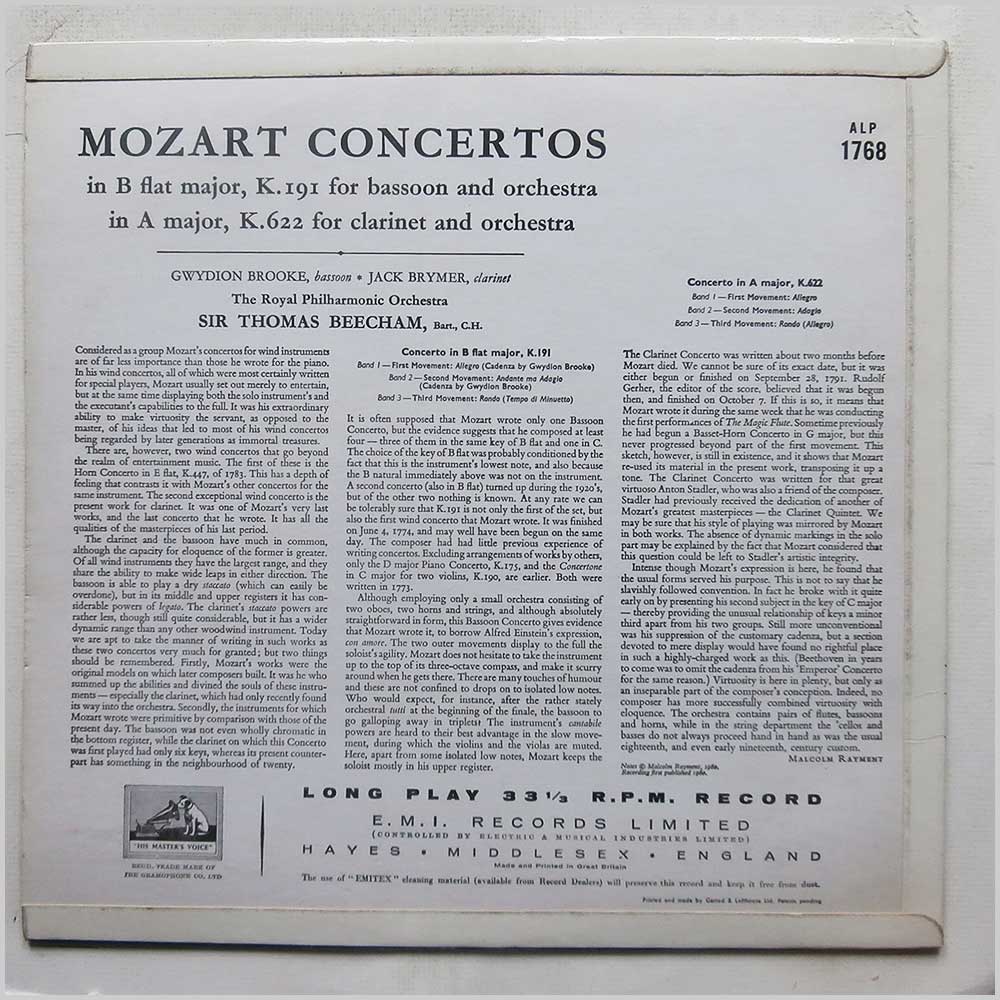 MOZART CONCERTOS
in B flat major, K.191 for bassoon and orchestra
in A major, K.622 for clarinet and orchestra
ALP
1768
GWYDION BROOKE, bassoon * JACK BRYMER, clarinet
The Royal Philharmonic Orchestra
SIR THOMAS BEECHAM, Bart., C.H.
Considered as a group Mozart's concertos for wind instruments
are of far less importance than those he wrote for the piano.
In his wind concertos, all of which were most certainly written
for special players, Mozart usually set out merely to entertain,
but at the same time displaying both the solo instrument's and
the executant's capabilities to the full. It was his extraordinary
ability to make virtuosity the servant, as opposed to the
master, of his ideas that led to most of his wind concertos
being regarded by later generations as immortal treasures.
There are, however, two wind concertos that go beyond
the realm of entertainment music. The first of these is the
Horn Concerto in E flat, K.447, of 1783. This has a depth of
feeling that contrasts it with Mozart's other concertos for the
same instrument. The second exceptional wind concerto is the
present work for clarinet. It was one of Mozart's very last
works, and the last concerto that he wrote. It has all the
qualities of the masterpieces of his last period.
The clarinet and the bassoon have much in common,
although the capacity for eloquence of the former is greater.
Of all wind instruments they have the largest range, and they
share the ability to make wide leaps in either direction. The
bassoon is able to play a dry staccato (which can easily be
overdone), but in its middle and upper registers it has con-
siderable powers of legato. The clarinet's staccato powers are
rather less, though still quite considerable, but it has a wider
dynamic range than any other woodwind instrument. Today
we are apt to take the manner of writing in such works as
these two concertos very much for granted; but two things
should be remembered. Firstly, Mozart's works were the
original models on which later composers built. It was he who
summed up the abilities and divined the souls of these instru-
ments — especially the clarinet, which had only recently found
its way into the orchestra. Secondly, the instruments for which
Mozart wrote were primitive by comparison with those of the
present day. The bassoon was not even wholly chromatic in
the bottom register, while the clarinet on which this Concerto
was first played had only six keys, whereas its present counter-
part has something in the neighbourhood of twenty.
Concerto in B flat major, K.191
Band 1 — First Movement: Allegro (Cadenza by Gwydion Brooke)
Band 2 — Second Movement: Andante ma Adagio
(Cadenza by Gwydion Brooke)
Band 3 — Third Movement: Rondo (Tempo di Minuetto)
It is often supposed that Mozart wrote only one Bassoon
Concerto, but the evidence suggests that he composed at least
four — three of them in the same key of B flat and one in C.
The choice of the key of B flat was probably conditioned by the
fact that this is the instrument's lowest note, and also because
the B natural immediately above was not on the instrument.
A second concerto (also in B flat) turned up during the 1920's,
but of the other two nothing is known. At any rate we can
be tolerably sure that K.191 is not only the first of the set, but
also the first wind concerto that Mozart wrote. It was finished
on June 4, 1774, and may well have been begun on the same
day. The composer had had little previous experience of
writing concertos. Excluding arrangements of works by others,
only the D major Piano Concerto, K.175, and the Concertone
in C major for two violins, K.190, are earlier. Both were
written in 1773.
Although employing only a small orchestra consisting of
two oboes, two horns and strings, and although absolutely
straightforward in form, this Bassoon Concerto gives evidence
that Mozart wrote it, to borrow Alfred Einstein's expression,
con amore. The two outer movements display to the full the
soloist's agility. Mozart does not hesitate to take the instrument
up to the top of its three-octave compass, and make it scurry
around when he gets there. There are many touches of humour
and these are not confined to drops on to isolated low notes.
Who would expect, for instance, after the rather stately
orchestral tutti at the beginning of the finale, the bassoon to
go galloping away in triplets? The instrument's cantabile
powers are heard to their best advantage in the slow move-
ment, during which the violins and the violas are muted.
Here, apart from some isolated low notes, Mozart keeps the
soloist mostly in his upper register.
Concerto in A major, K.622
Band 1 — First Movement: Allegro
Band 2 — Second Movement: Adagio
Band 3 — Third Movement: Rondo (Allegro)
The Clarinet Concerto was written about two months before
Mozart died. We cannot be sure of its exact date, but it was
either begun or finished on September 28, 1791. Rudolf
Gerber, the editor of the score, believed that it was begun
then, and finished on October 7. If this is so, it means that
Mozart wrote it during the same week that he was conducting
the first performances of The Magic Flute. Sometime previously
he had begun a Basset-Horn Concerto in G major, but this
never progressed beyond part of the first movement. This
sketch, however, is still in existence, and it shows that Mozart
re-used its material in the present work, transposing it up a
tone. The Clarinet Concerto was written for that great
virtuoso Anton Stadler, who was also a friend of the composer.
Stadler had previously received the dedication of another of
Mozart's greatest masterpieces — the Clarinet Quintet. We
may be sure that his style of playing was mirrored by Mozart
in both works. The absence of dynamic markings in the solo
part may be explained by the fact that Mozart considered that
this question could be left to Stadler's artistic integrity.
Intense though Mozart's expression is here, he found that
the usual forms served his purpose. This is not to say that he
slavishly followed convention. In fact he broke with it quite
early on by presenting his second subject in the key of C major
— thereby providing the unusual relationship of keys a minor
third apart from his two groups. Still more unconventional
was his suppression of the customary cadenza, but a section
devoted to mere display would have found no rightful place
in such a highly-charged work as this. (Beethoven in years
to come was to omit the cadenza from his 'Emperor' Concerto
for the same reason.) Virtuosity is here in plenty, but only as
an inseparable part of the composer's conception. Indeed, no
composer has more successfully combined virtuosity with
eloquence. The orchestra contains pairs of flutes, bassoons
and horns, while in the string department the 'cellos and
basses do not always proceed hand in hand as was the usual
eighteenth, and even early nineteenth, century custom.
MALCOLM RAYMENT
Notes © Malcolm Rayment, 1960.
Recording first published 1960.
"HIS MASTER'S VOICE"
REGD. TRADE MARK OF
THE GRAMOPHONE CO. LTD
LONG PLAY 33 1/3 R.P.M. RECORD
E.M.I. RECORDS LIMITED
(CONTROLLED BY ELECTRIC & MUSICAL INDUSTRIES LIMITED)
HAYES • MIDDLESEX • ENGLAND
Made and Printed in Great Britain
The use of "EMITEX" cleaning material (available from Record Dealers) will preserve this record and keep it free from dust.
Printed and made by Garrod & Lofthouse Ltd. Patents pending